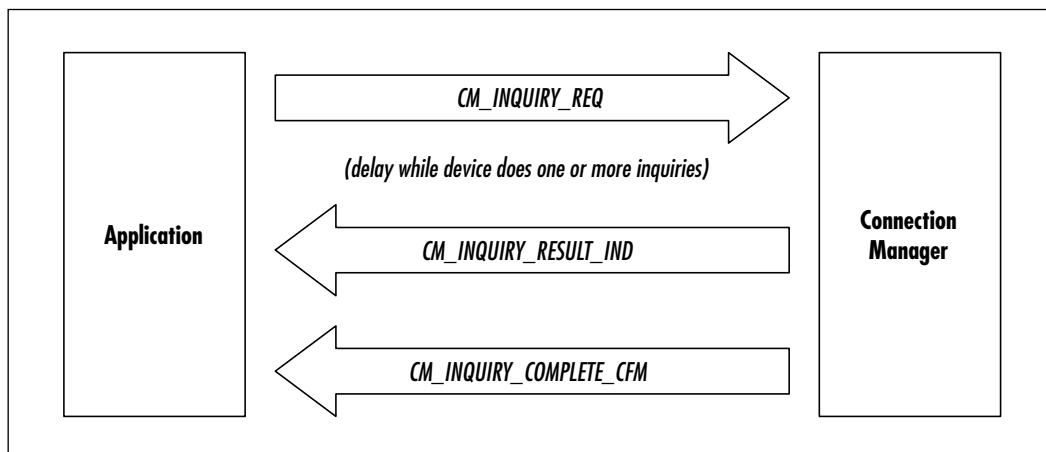 CM_INQUIRY_REQ
(delay while device does one or more inquiries)
Application
CM_INQUIRY_RESULT_IND
Connection
Manager
CM_INQUIRY_COMPLETE_CFM